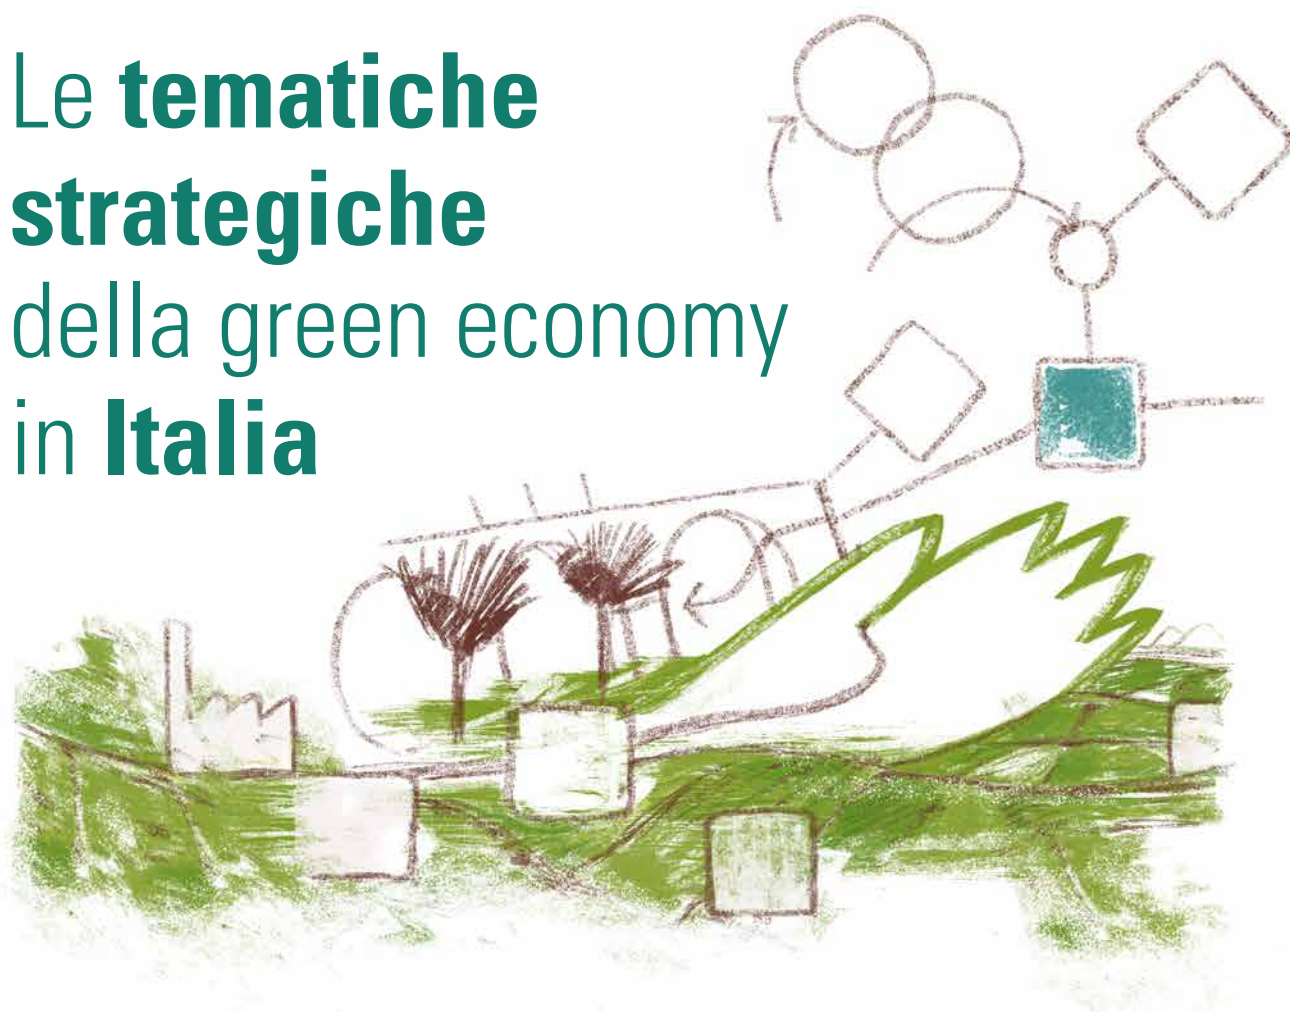 Le tematiche
strategiche
della green economy
in Italia